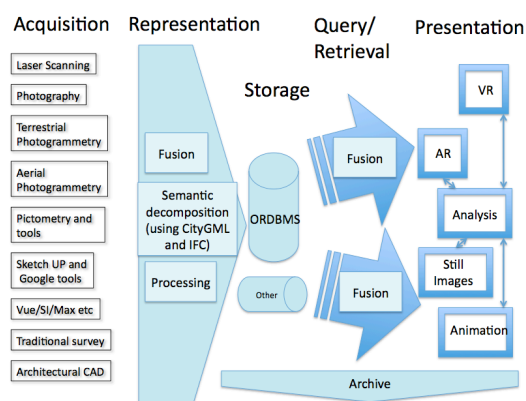 Acquisition
Representation
Query/
Retrieval
Presentation
Storage
Laser Scanning
Photography
Terrestrial
Photogrammetry
Aerial
Photogrammetry
Pictometry and
tools
Sketch UP and
Google tools
Vue/SI/Max etc
Traditional survey
Architectural CAD
Fusion
Semantic
decomposition
(using CityGML
and IFC)
Processing
ORDBMS
Other
Fusion
Fusion
VR
AR
Analysis
Still
Images
Animation
Archive